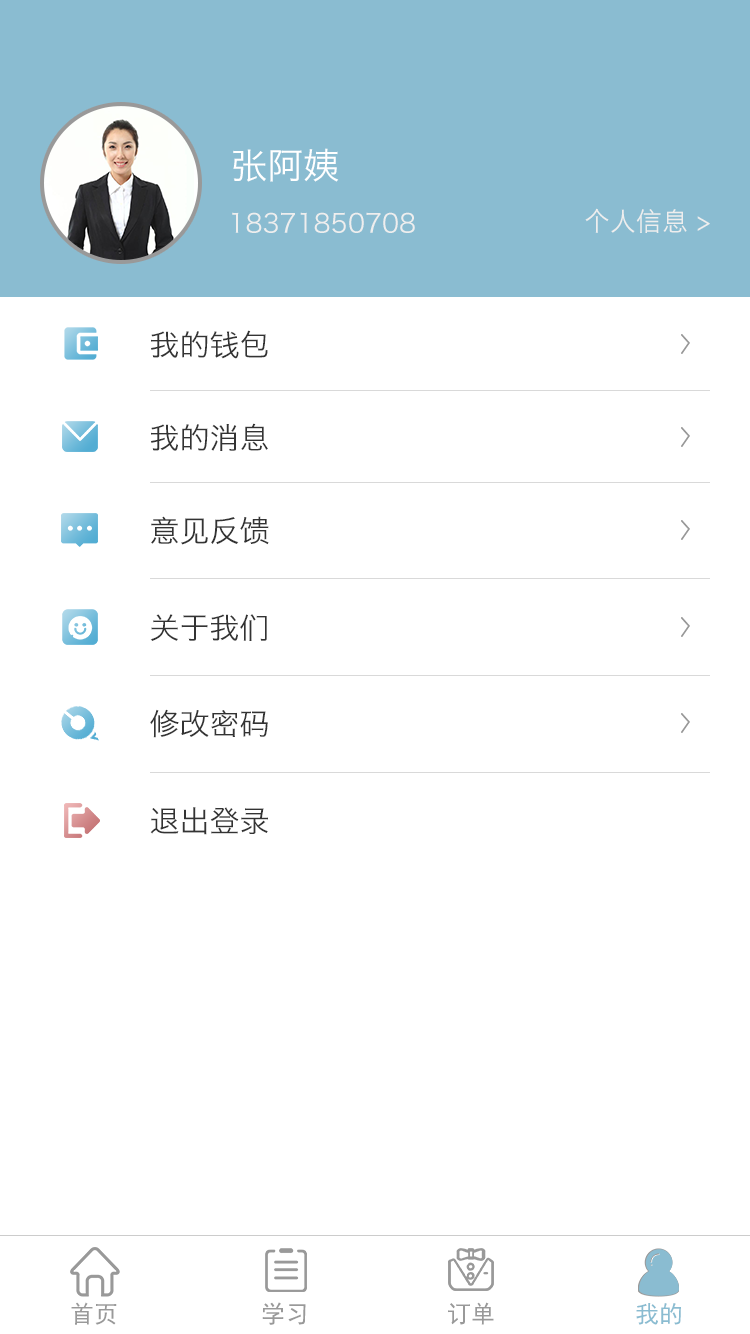 张阿姨
18371850708
个人信息 >
我的钱包
我的消息
意见反馈
关于我们
修改密码
退出登录
首页
学习
订单
我的